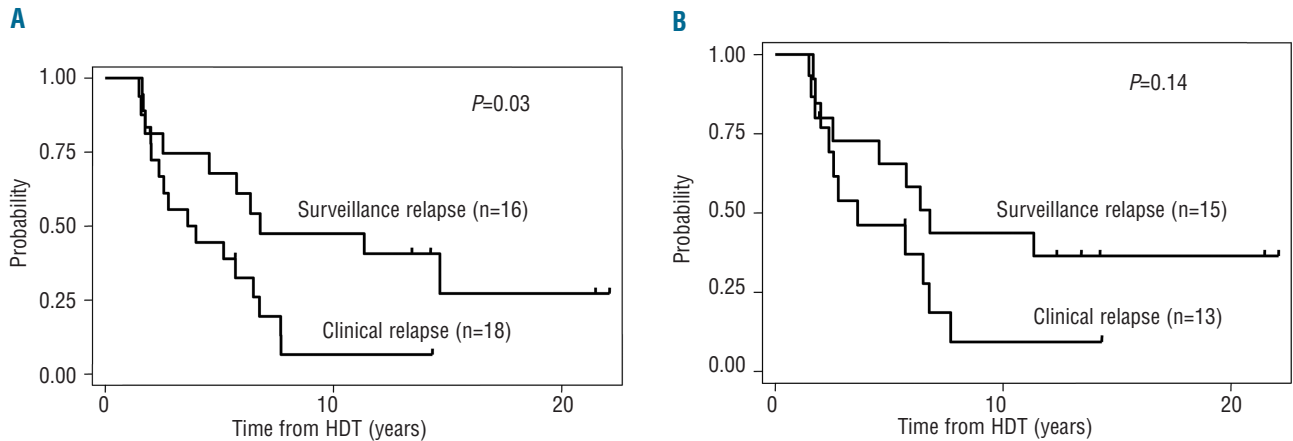 A
1.00
0.75
0.50
0.25
0.00
Probability
P=0.03
Surveillance relapse (n=16)
Clinical relapse (n=18)
0
10
20
Time from HDT (years)
B
1.00
0.75
0.50
0.25
0.00
Probability
P=0.14
Surveillance relapse (n=15)
Clinical relapse (n=13)
0
10
20
Time from HDT (years)